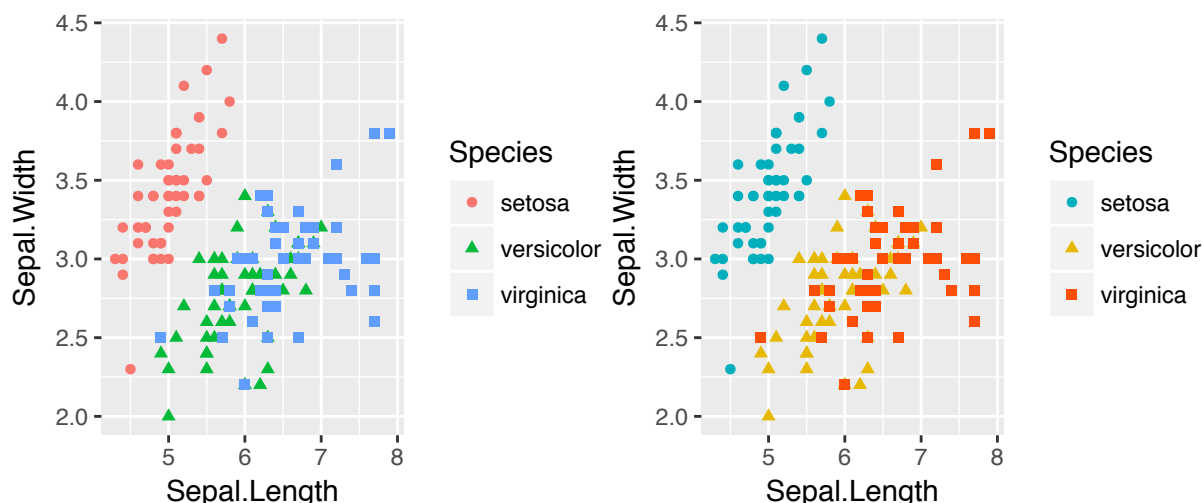 4.5
4.0
3.5
3.0
2.5
2.0
Sepal.Width
5 6 7 8
Sepal.Length
Species
setosa
versicolor
virginica
4.5
4.0
3.5
3.0
2.5
2.0
Sepal.Width
5 6 7 8
Sepal.Length
Species
setosa
versicolor
virginica